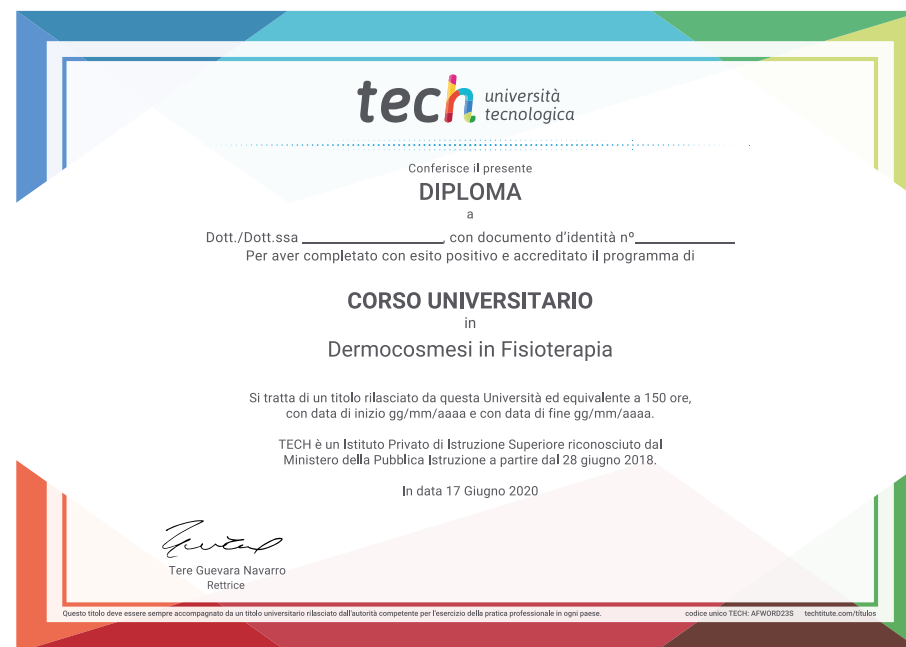 tech università
tecnologica
Conferisce il presente
DIPLOMA
a
Dott./Dott.ssa ____________________, con documento d'identità nº______________
Per aver completato con esito positivo e accreditato il programma di
CORSO UNIVERSITARIO
in
Dermocosmesi in Fisioterapia
Si tratta di un titolo rilasciato da questa Università ed equivalente a 150 ore,
con data di inizio gg/mm/aaaa e con data di fine gg/mm/aaaa.
TECH è un Istituto Privato di Istruzione Superiore riconosciuto dal
Ministero della Pubblica Istruzione a partire dal 28 giugno 2018.
In data 17 Giugno 2020
Tere Guevara Navarro
Rettrice
Questo titolo deve essere sempre accompagnato da un titolo universitario rilasciato dall'autorità competente per l'esercizio della pratica professionale in ogni paese. codice unico TECH: AFWORD23S techtitute.com/títulos